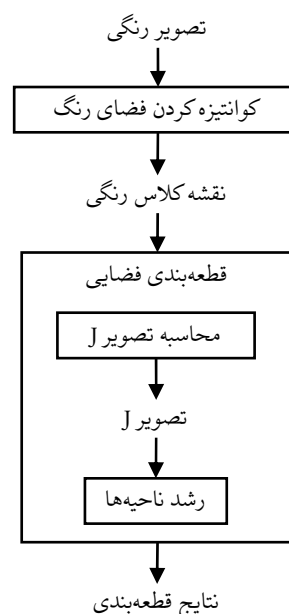 تصویر رنگی
کوانتیزه کردن فضای رنگ
نقشه کلاس رنگی
قطعه‌بندی فضایی
محاسبه تصویر J
تصویر J
رشد ناحیه‌ها
نتایج قطعه‌بندی